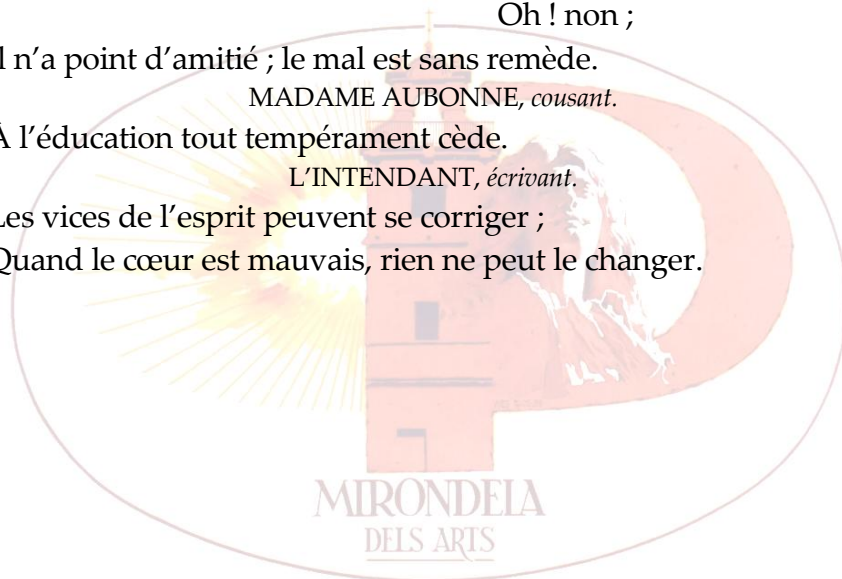 Oh ! non ;
l n’a point d’amitié ; le mal est sans remède.
MADAME AUBONNE, cousant.
À l’éducation tout tempérament cède.
L’INTENDANT, écrivant.
Les vices de l’esprit peuvent se corriger ;
Quand le cœur est mauvais, rien ne peut le changer.
MIRONDELA
DELS ARTS